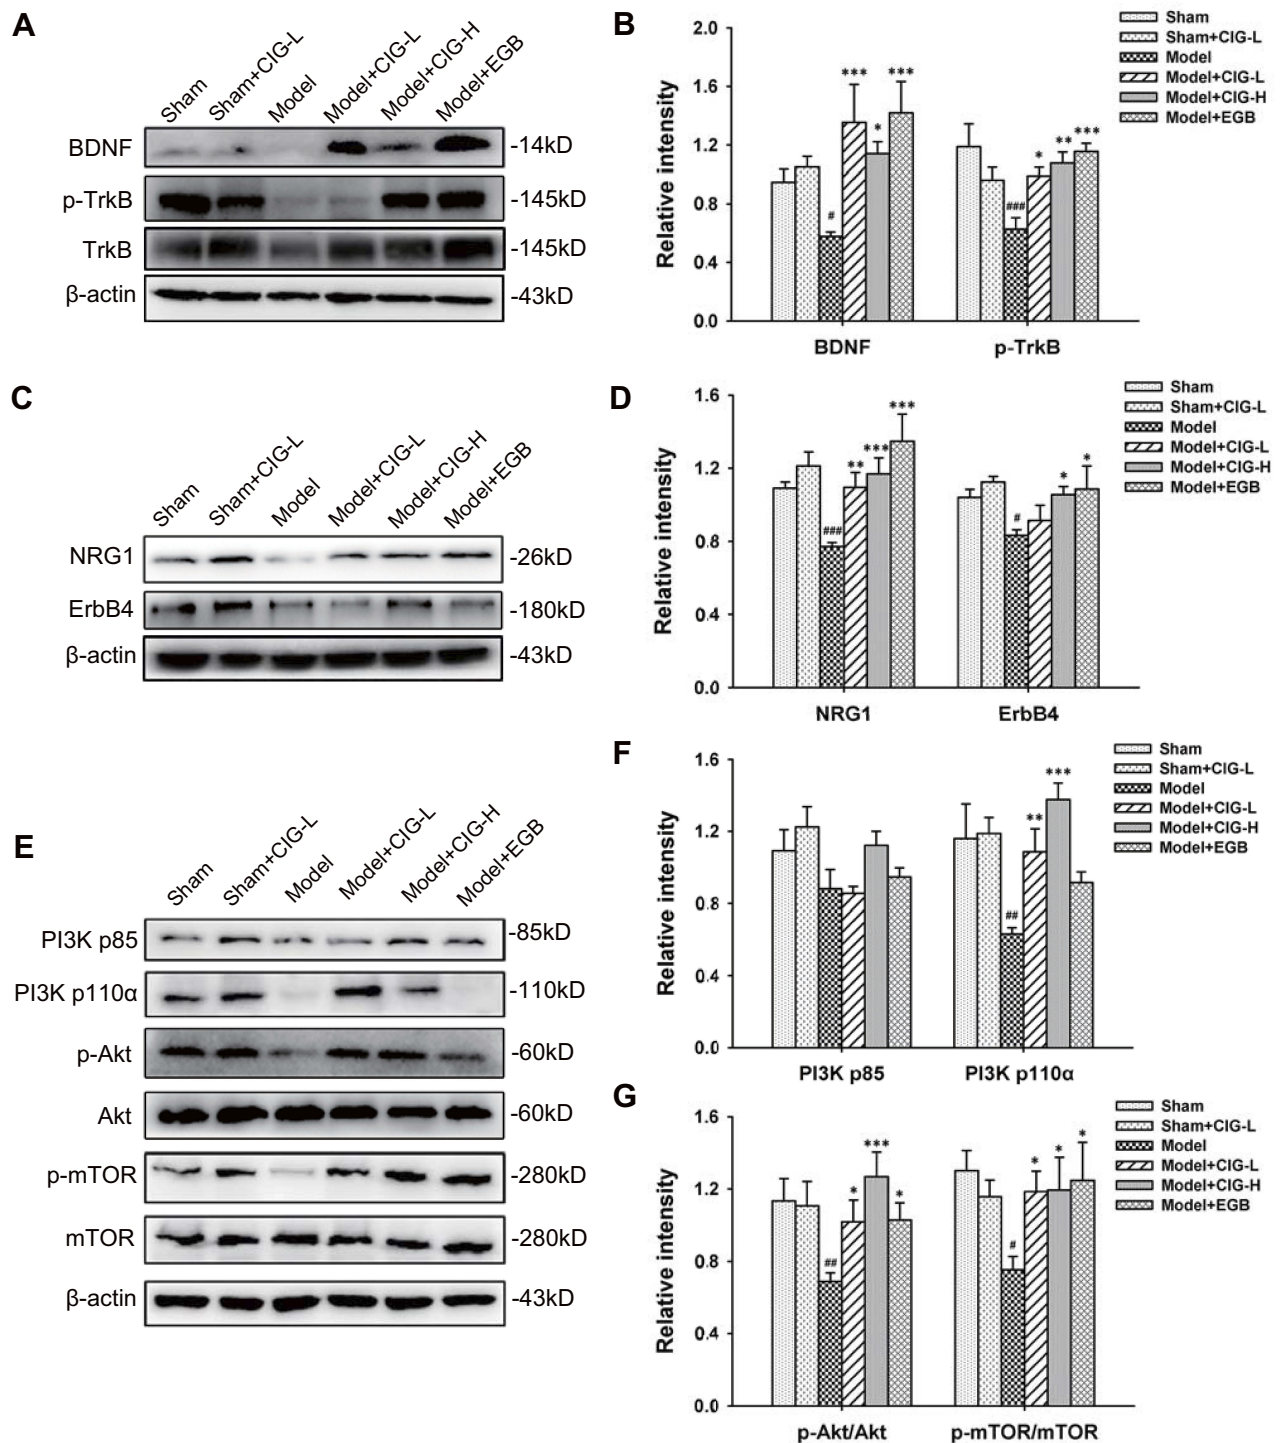 A
Sham
Sham+CIG-L
Model
Model+CIG-L
Model+CIG-H
Model+EGB
BDNF
-14kD
p-TrkB
-145kD
TrkB
-145kD
β-actin
-43kD
B
Relative intensity
2.0
1.6
1.2
0.8
0.4
0.0
#
***
*
***
###
*
**
***
BDNF
p-TrkB
Sham
Sham+CIG-L
Model
Model+CIG-L
Model+CIG-H
Model+EGB
C
Sham
Sham+CIG-L
Model
Model+CIG-L
Model+CIG-H
Model+EGB
NRG1
-26kD
ErbB4
-180kD
β-actin
-43kD
D
Relative intensity
1.6
1.2
0.8
0.4
0.0
###
**
***
***
#
*
*
NRG1
ErbB4
Sham
Sham+CIG-L
Model
Model+CIG-L
Model+CIG-H
Model+EGB
E
Sham
Sham+CIG-L
Model
Model+CIG-L
Model+CIG-H
Model+EGB
PI3K p85
-85kD
PI3K p110α
-110kD
p-Akt
-60kD
Akt
-60kD
p-mTOR
-280kD
mTOR
-280kD
β-actin
-43kD
F
Relative intensity
1.6
1.2
0.8
0.4
0.0
##
**
***
PI3K p85
PI3K p110α
Sham
Sham+CIG-L
Model
Model+CIG-L
Model+CIG-H
Model+EGB
G
Relative intensity
1.6
1.2
0.8
0.4
0.0
##
*
***
*
#
*
*
*
p-Akt/Akt
p-mTOR/mTOR
Sham
Sham+CIG-L
Model
Model+CIG-L
Model+CIG-H
Model+EGB